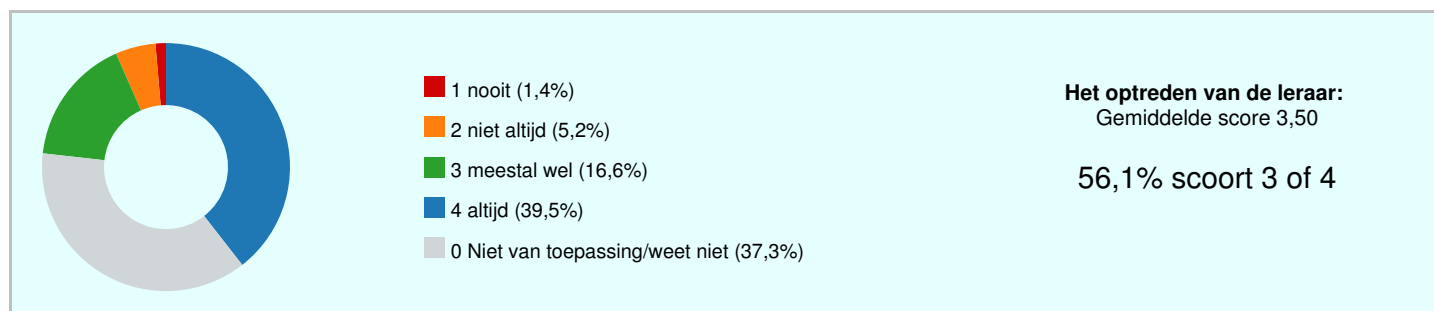 1 nooit (1,4%)
2 niet altijd (5,2%)
3 meestal wel (16,6%)
4 altijd (39,5%)
0 Niet van toepassing/weet niet (37,3%)
Het optreden van de leraar:
Gemiddelde score 3,50
56,1% scoort 3 of 4